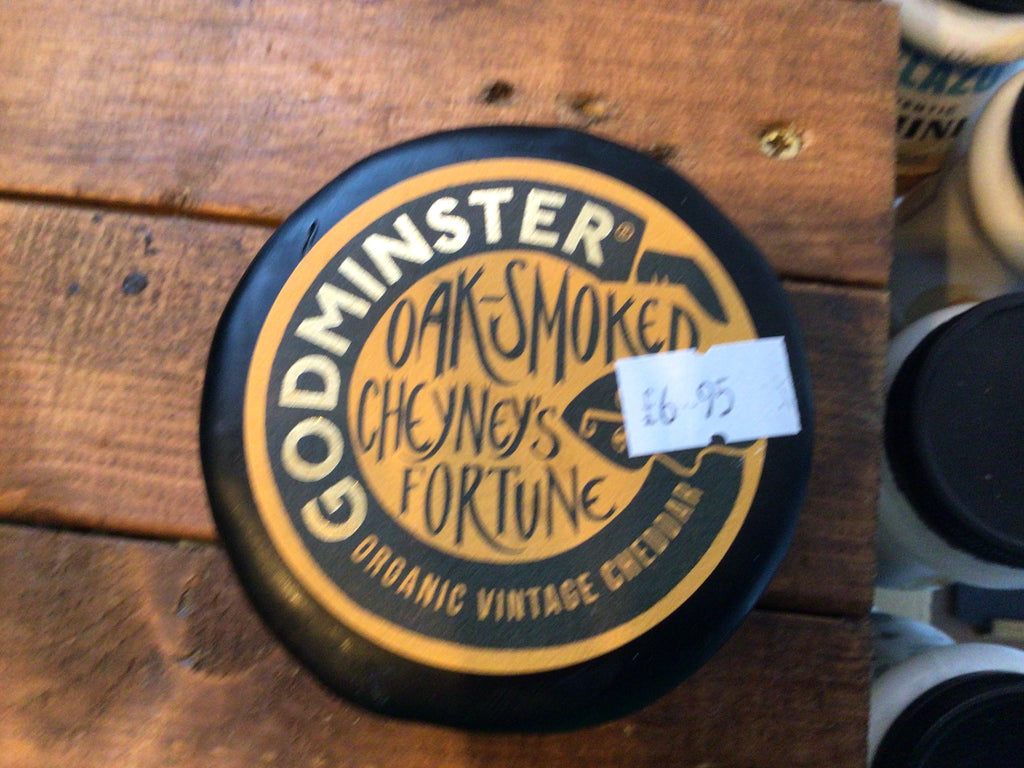 GODMINSTER®
OAK-SMOKED
CHEYNEY'S
FORTUNE
ORGANIC VINTAGE CHEDDAR
£6-95